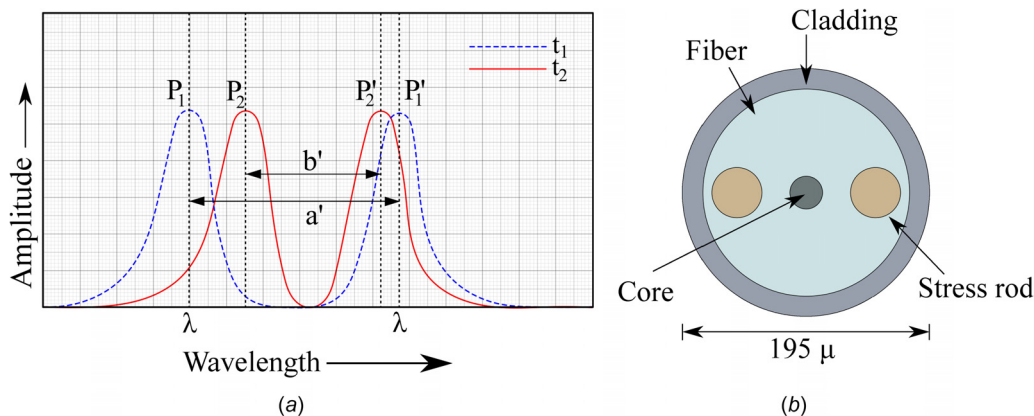 t₁
t₂
P₁
P₂
P₂'
P₁'
b'
a'
Amplitude
λ
λ
Wavelength
(a)
Cladding
Fiber
Core
Stress rod
195 μ
(b)